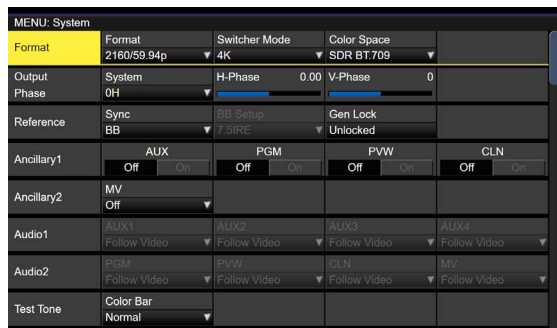 MENU: System
Format
Format
2160/59.94p
Switcher Mode
4K
Color Space
SDR BT.709
Output
Phase
System
0H
H-Phase 0.00
V-Phase 0
Reference
Sync
BB
BB Setup
7.5IRE
Gen Lock
Unlocked
Ancillary1
AUX
Off On
PGM
Off On
PVW
Off On
CLN
Off On
Ancillary2
MV
Off
Audio1
AUX1
Follow Video
AUX2
Follow Video
AUX3
Follow Video
AUX4
Follow Video
Audio2
PGM
Follow Video
PVW
Follow Video
CLN
Follow Video
MV
Follow Video
Test Tone
Color Bar
Normal